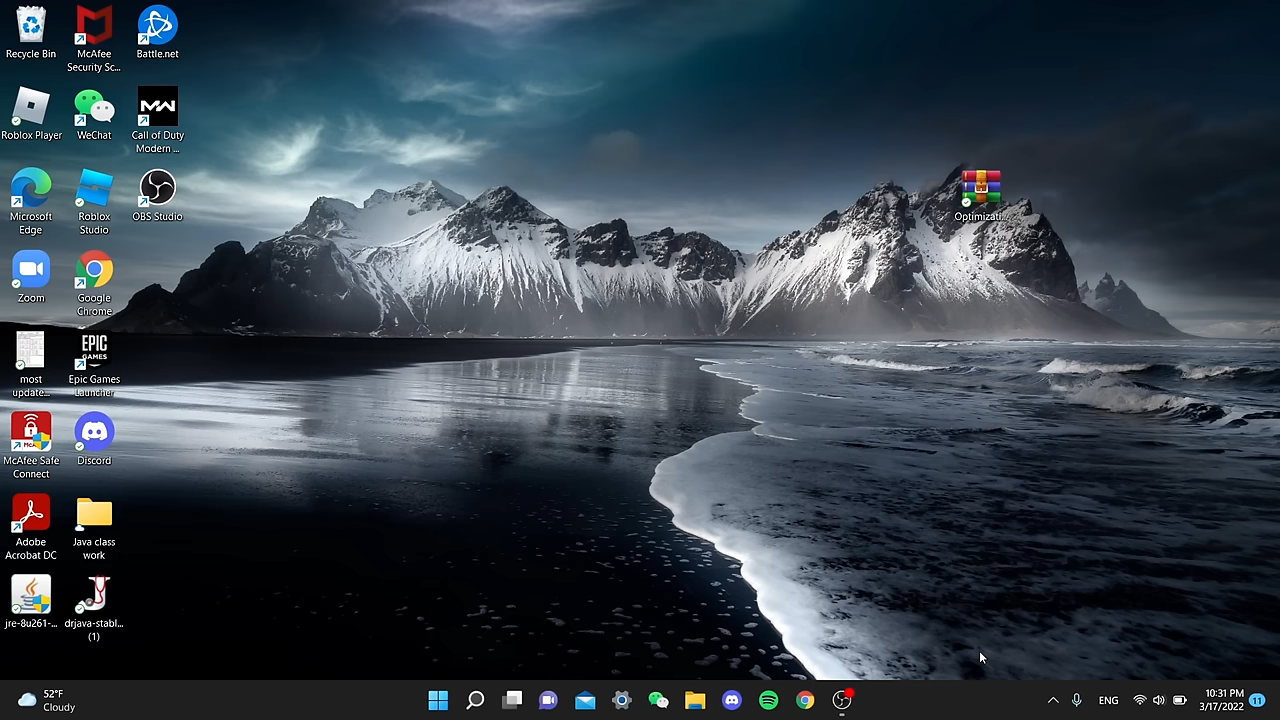 Recycle Bin
McAfee
Security Sc...
Battle.net
Roblox Player
WeChat
MW
Call of Duty
Modern ...
Microsoft
Edge
Roblox
Studio
OBS Studio
Zoom
Google
Chrome
most
update...
EPIC
GAMES
Epic Games
Launcher
McAfee Safe
Connect
Discord
Adobe
Acrobat DC
Java class
work
jre-8u261-...
drjava-stabl...
(1)
Optimizati...
52°F
Cloudy
ENG
10:31 PM
3/17/2022
11